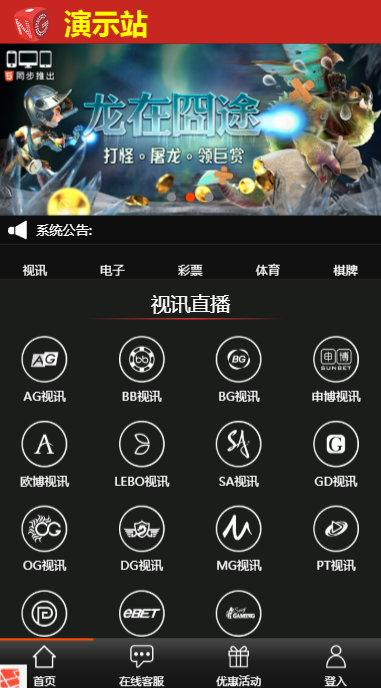 NG 演示站
5 同步推出
龙在囧途
打怪。屠龙。领巨赏
系统公告:
视讯 电子 彩票 体育 棋牌
视讯直播
AG bb BG 申博 SUNBET
AG视讯 BB视讯 BG视讯 申博视讯
A SA G
欧博视讯 LEBO视讯 SA视讯 GD视讯
OG DG M
OG视讯 DG视讯 MG视讯 PT视讯
eBET GAMING
首页 在线客服 优惠活动 登入